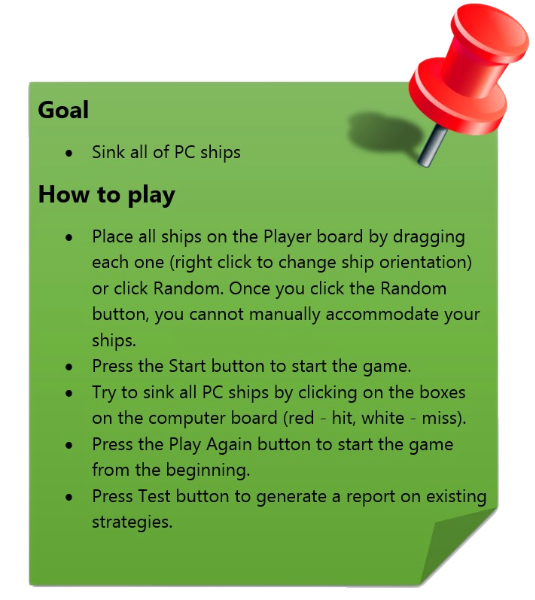 Goal
• Sink all of PC ships
How to play
• Place all ships on the Player board by dragging
each one (right click to change ship orientation)
or click Random. Once you click the Random
button, you cannot manually accommodate your
ships.
• Press the Start button to start the game.
• Try to sink all PC ships by clicking on the boxes
on the computer board (red - hit, white - miss).
• Press the Play Again button to start the game
from the beginning.
• Press Test button to generate a report on existing
strategies.